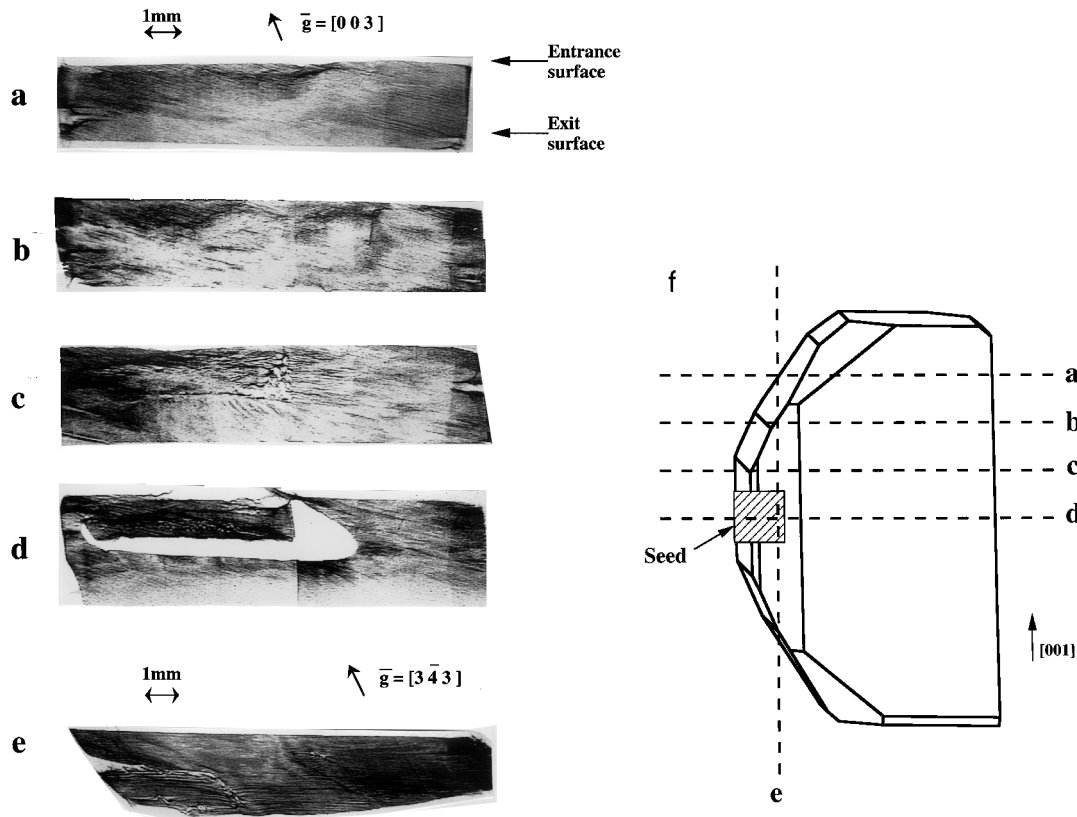 1mm
g̅ = [0 0 3]
a
Entrance
surface
Exit
surface
b
c
d
1mm
g̅ = [3 4̅ 3]
e
f
a
b
c
d
Seed
[001]
e